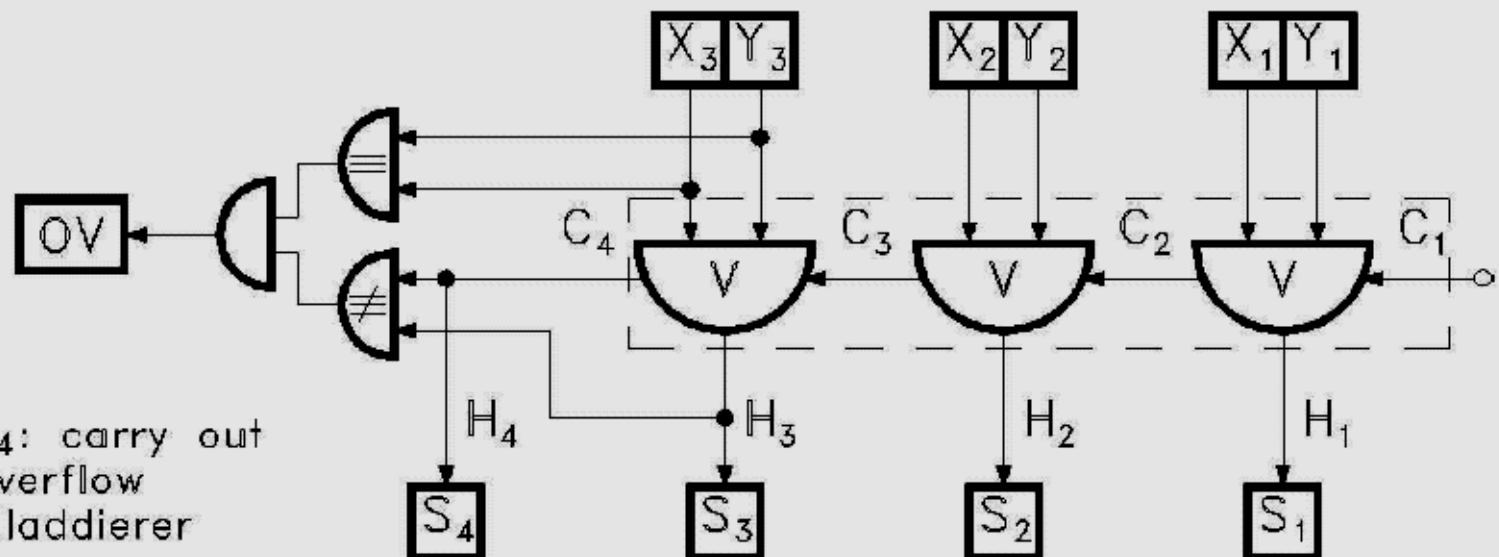 X₃ Y₃ X₂ Y₂ X₁ Y₁
≡
OV
C₄ C₃ C₂ C₁
≢ V V V
H₄ H₃ H₂ H₁
₄: carry out
verflow
laddierer
S₄ S₃ S₂ S₁